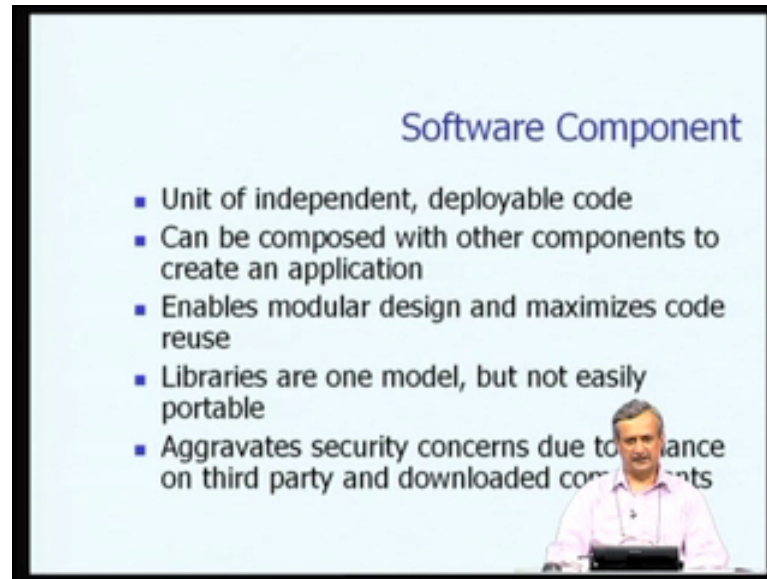 Software Component
Unit of independent, deployable code
Can be composed with other components to
create an application
Enables modular design and maximizes code
reuse
Libraries are one model, but not easily
portable
Aggravates security concerns due to
on third party and downloaded